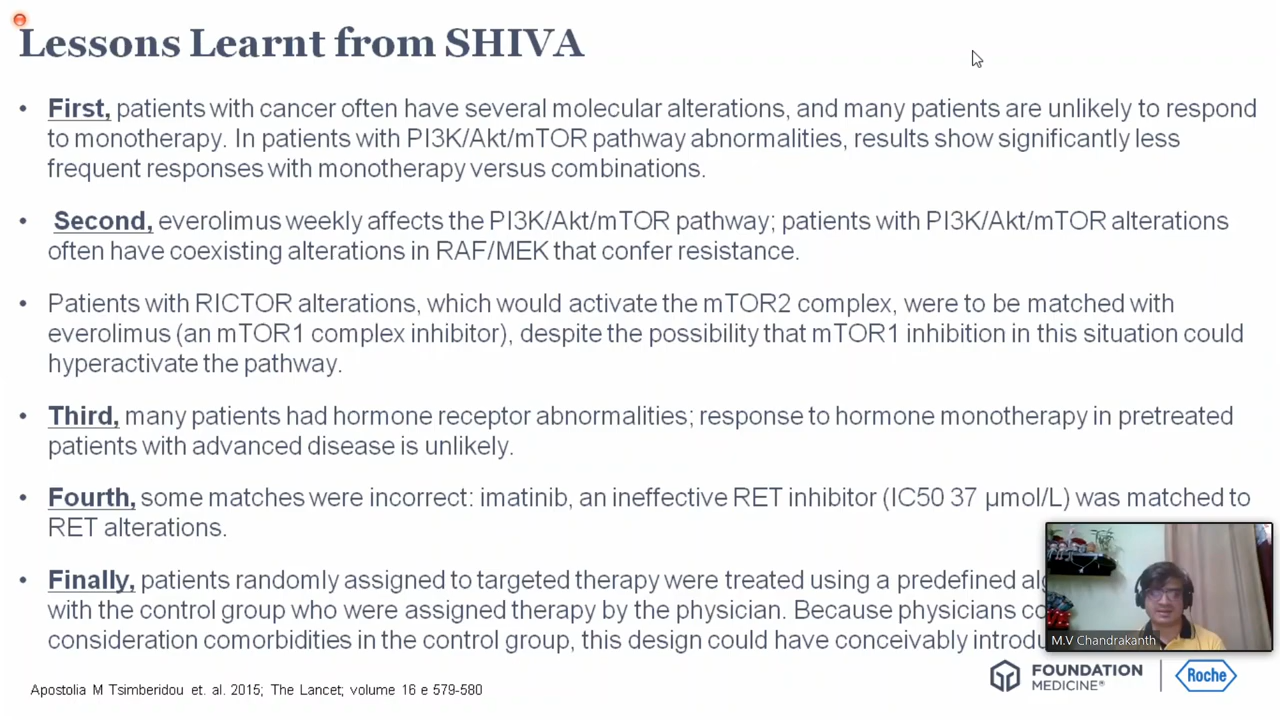 Lessons Learnt from SHIVA
• First, patients with cancer often have several molecular alterations, and many patients are unlikely to respond
to monotherapy. In patients with PI3K/Akt/mTOR pathway abnormalities, results show significantly less
frequent responses with monotherapy versus combinations.
• Second, everolimus weekly affects the PI3K/Akt/mTOR pathway; patients with PI3K/Akt/mTOR alterations
often have coexisting alterations in RAF/MEK that confer resistance.
• Patients with RICTOR alterations, which would activate the mTOR2 complex, were to be matched with
everolimus (an mTOR1 complex inhibitor), despite the possibility that mTOR1 inhibition in this situation could
hyperactivate the pathway.
• Third, many patients had hormone receptor abnormalities; response to hormone monotherapy in pretreated
patients with advanced disease is unlikely.
• Fourth, some matches were incorrect: imatinib, an ineffective RET inhibitor (IC50 37 μmol/L) was matched to
RET alterations.
• Finally, patients randomly assigned to targeted therapy were treated using a predefined
with the control group who were assigned therapy by the physician. Because physicians
consideration comorbidities in the control group, this design could have conceivably
M.V Chandrakanth
Apostolia M Tsimberidou et. al. 2015; The Lancet; volume 16 e 579-580
FOUNDATION
MEDICINE®
Roche